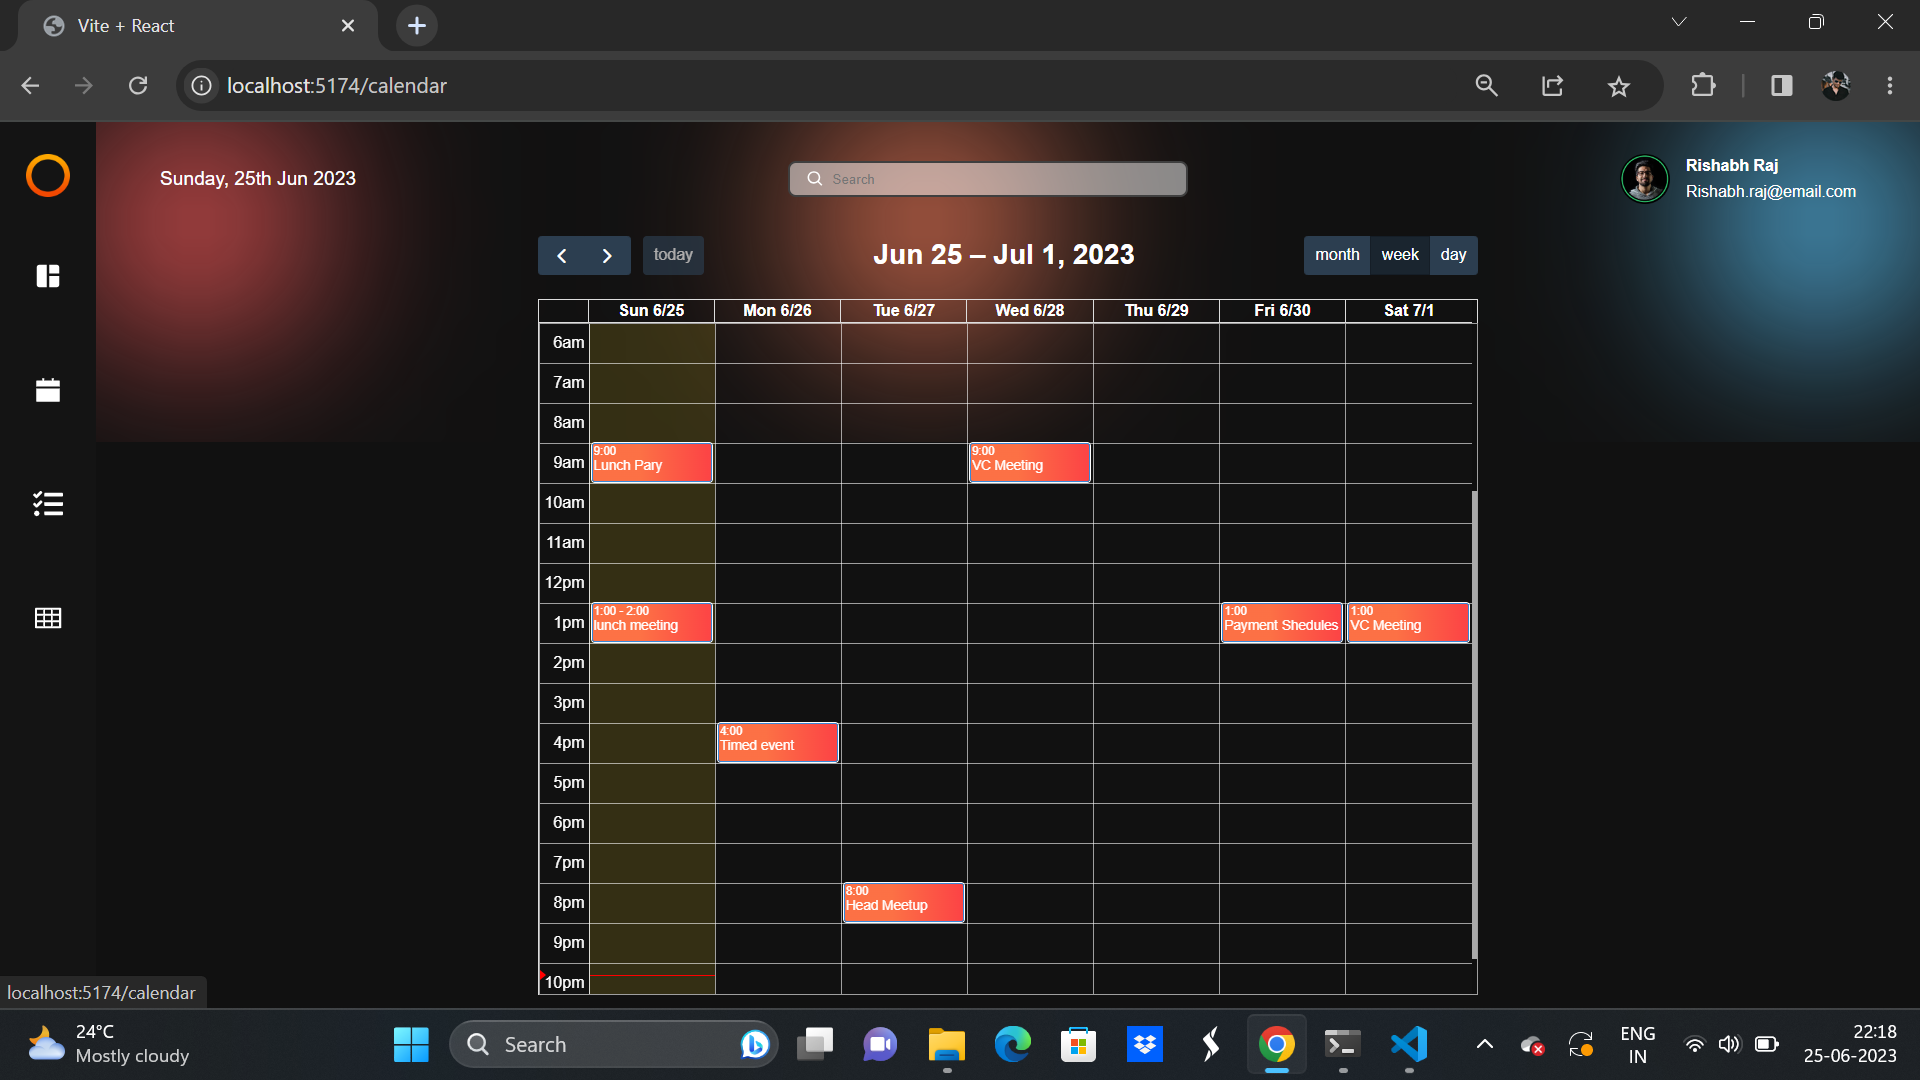 Vite + React
localhost:5174/calendar
Sunday, 25th Jun 2023
Search
Rishabh Raj
Rishabh.raj@email.com
today
Jun 25 – Jul 1, 2023
month week day
Sun 6/25 Mon 6/26 Tue 6/27 Wed 6/28 Thu 6/29 Fri 6/30 Sat 7/1
6am
7am
8am
9:00 9:00
9am Lunch Pary VC Meeting
10am
11am
12pm
1:00 - 2:00 1:00 1:00
1pm lunch meeting Payment Shedules VC Meeting
2pm
3pm
4:00
4pm Timed event
5pm
6pm
7pm
8:00
8pm Head Meetup
9pm
10pm
localhost:5174/calendar
24°C
Mostly cloudy
Search
ENG
IN
22:18
25-06-2023